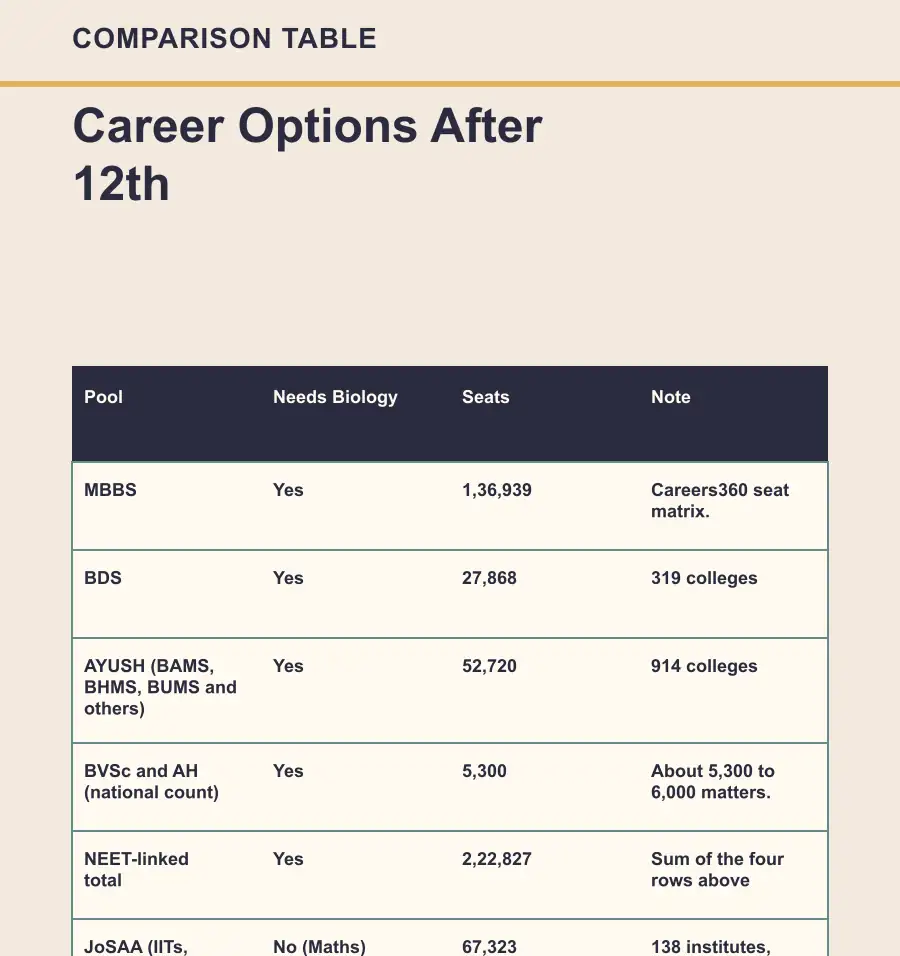 COMPARISON TABLE
Career Options After
12th
Pool Needs Biology Seats Note
MBBS Yes 1,36,939 Careers360 seat
matrix.
BDS Yes 27,868 319 colleges
AYUSH (BAMS, Yes 52,720 914 colleges
BHMS, BUMS and
others)
BVSc and AH Yes 5,300 About 5,300 to
(national count) 6,000 matters.
NEET-linked Yes 2,22,827 Sum of the four
total rows above
JoSAA (IITs, No (Maths) 67,323 138 institutes,